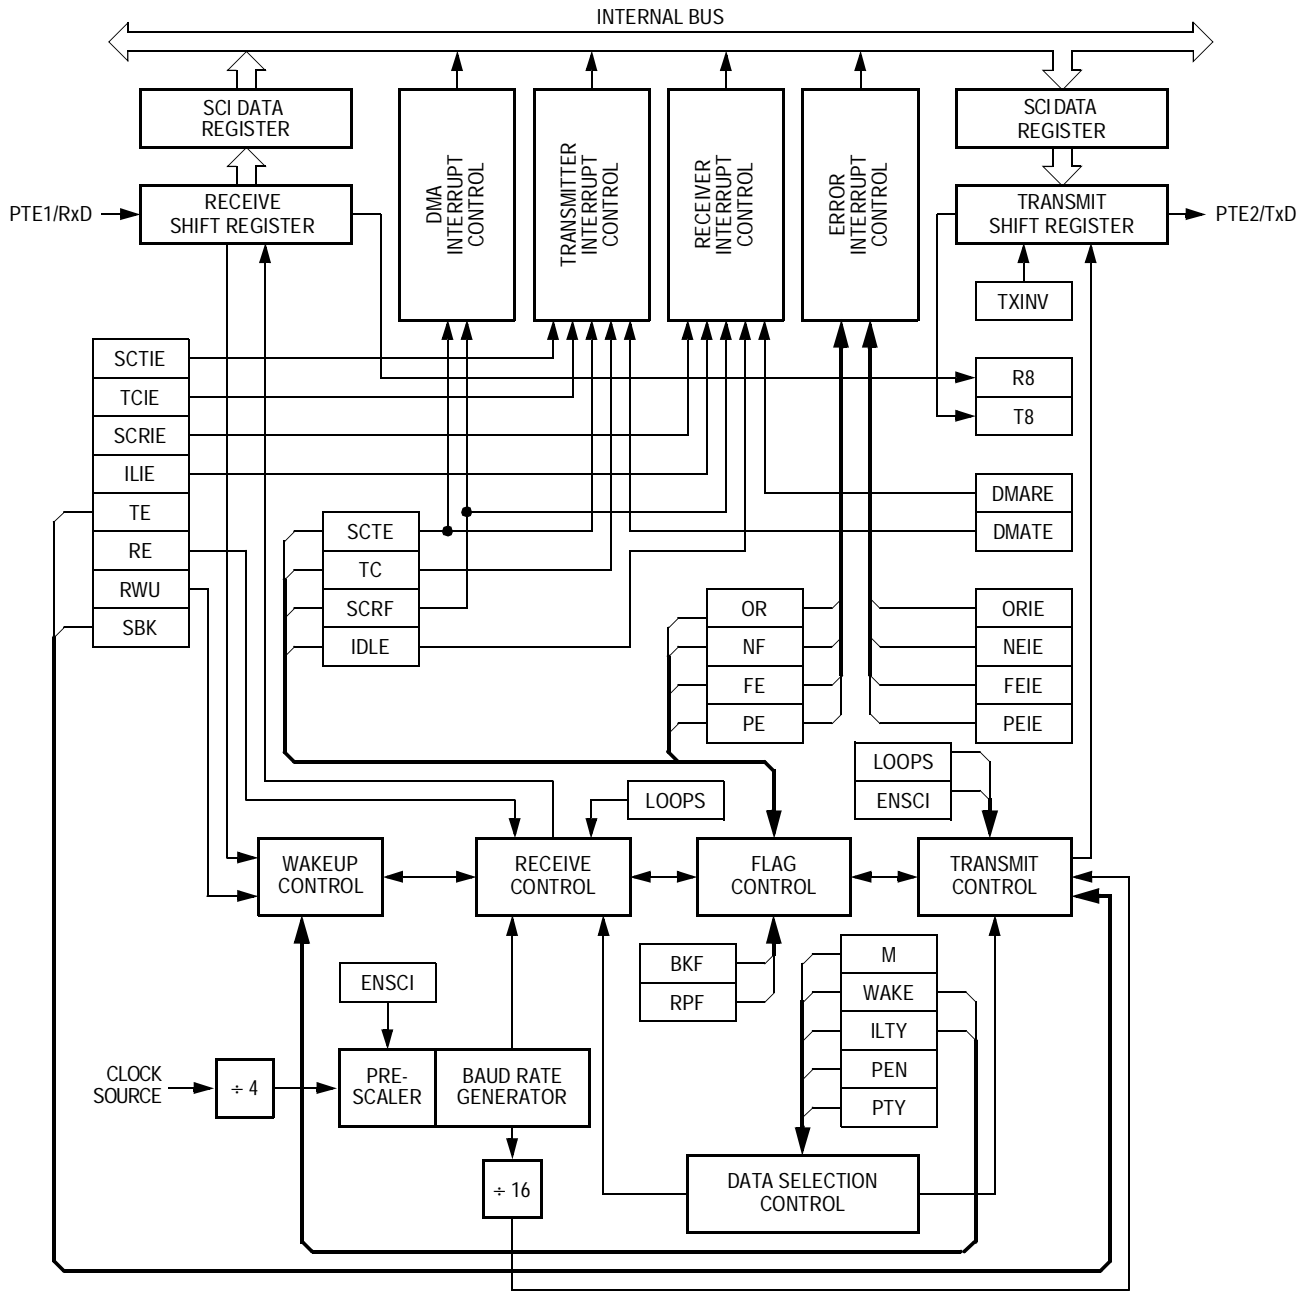 INTERNAL BUS
SCI DATA
REGISTER
SCI DATA
REGISTER
DMA
INTERRUPT
CONTROL
TRANSMITTER
INTERRUPT
CONTROL
RECEIVER
INTERRUPT
CONTROL
ERROR
INTERRUPT
CONTROL
PTE1/RxD
RECEIVE
SHIFT REGISTER
TRANSMIT
SHIFT REGISTER
PTE2/TxD
TXINV
SCTIE
TCIE
SCRIE
ILIE
TE
RE
RWU
SBK
R8
T8
DMARE
DMATE
SCTE
TC
SCRF
IDLE
OR
NF
FE
PE
ORIE
NEIE
FEIE
PEIE
LOOPS
ENSCI
LOOPS
WAKEUP
CONTROL
RECEIVE
CONTROL
FLAG
CONTROL
TRANSMIT
CONTROL
BKF
RPF
M
WAKE
ILTY
PEN
PTY
ENSCI
CLOCK
SOURCE
÷ 4
PRE-
SCALER
BAUD RATE
GENERATOR
÷ 16
DATA SELECTION
CONTROL